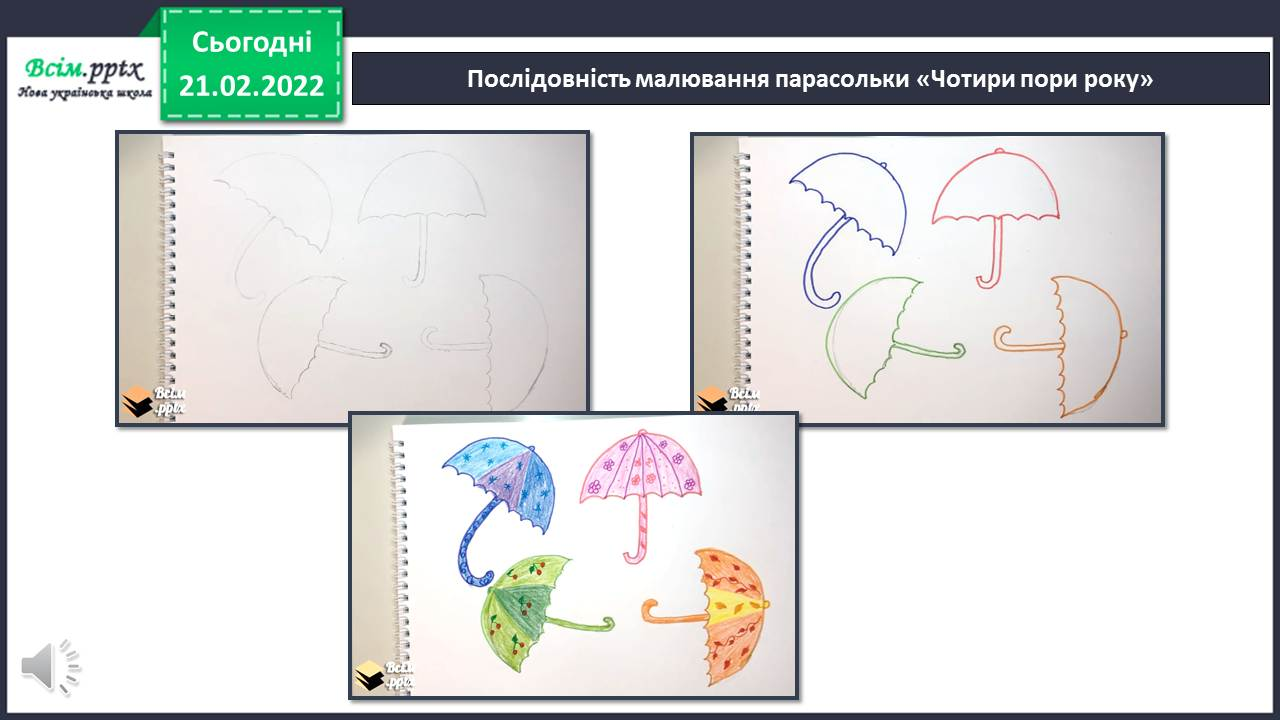 Всім.pptx
Нова українська школа
Сьогодні
21.02.2022
Послідовність малювання парасольки «Чотири пори року»
Всім
.pptx
Всім
.pptx
Всім
.pptx